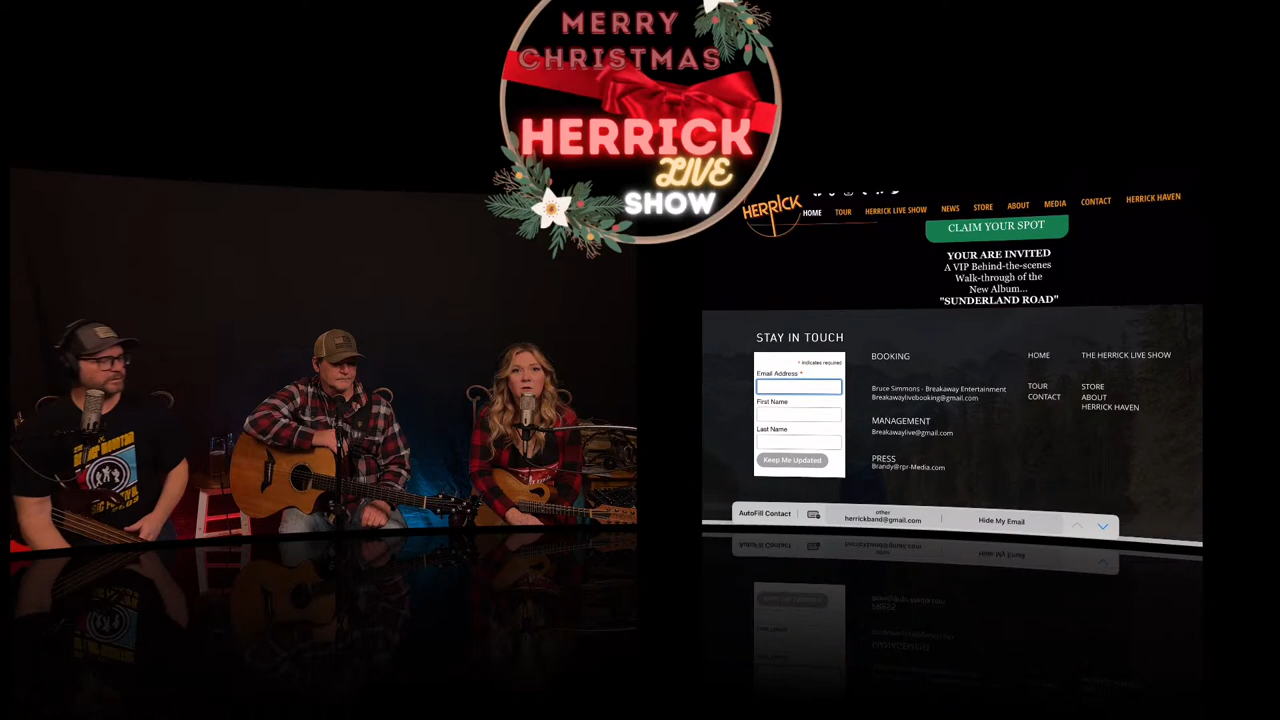 MERRY
CHRISTMAS
HERRICK
LIVE
SHOW
HERRICK
HOME
TOUR
HERRICK LIVE SHOW
NEWS
STORE
ABOUT
MEDIA
CONTACT
HERRICK HAVEN
CLAIM YOUR SPOT
YOUR ARE INVITED
A VIP Behind-the-scenes
Walk-through of the
New Album...
"SUNDERLAND ROAD"
STAY IN TOUCH
* indicates required
Email Address *
First Name
Last Name
Keep Me Updated
BOOKING
Bruce Simmons - Breakaway Entertainment
Breakawaylivebooking@gmail.com
MANAGEMENT
Breakawaylive@gmail.com
PRESS
Brandy@rpr-Media.com
HOME
TOUR
CONTACT
THE HERRICK LIVE SHOW
STORE
ABOUT
HERRICK HAVEN
AutoFill Contact
other
herrickband@gmail.com
Hide My Email